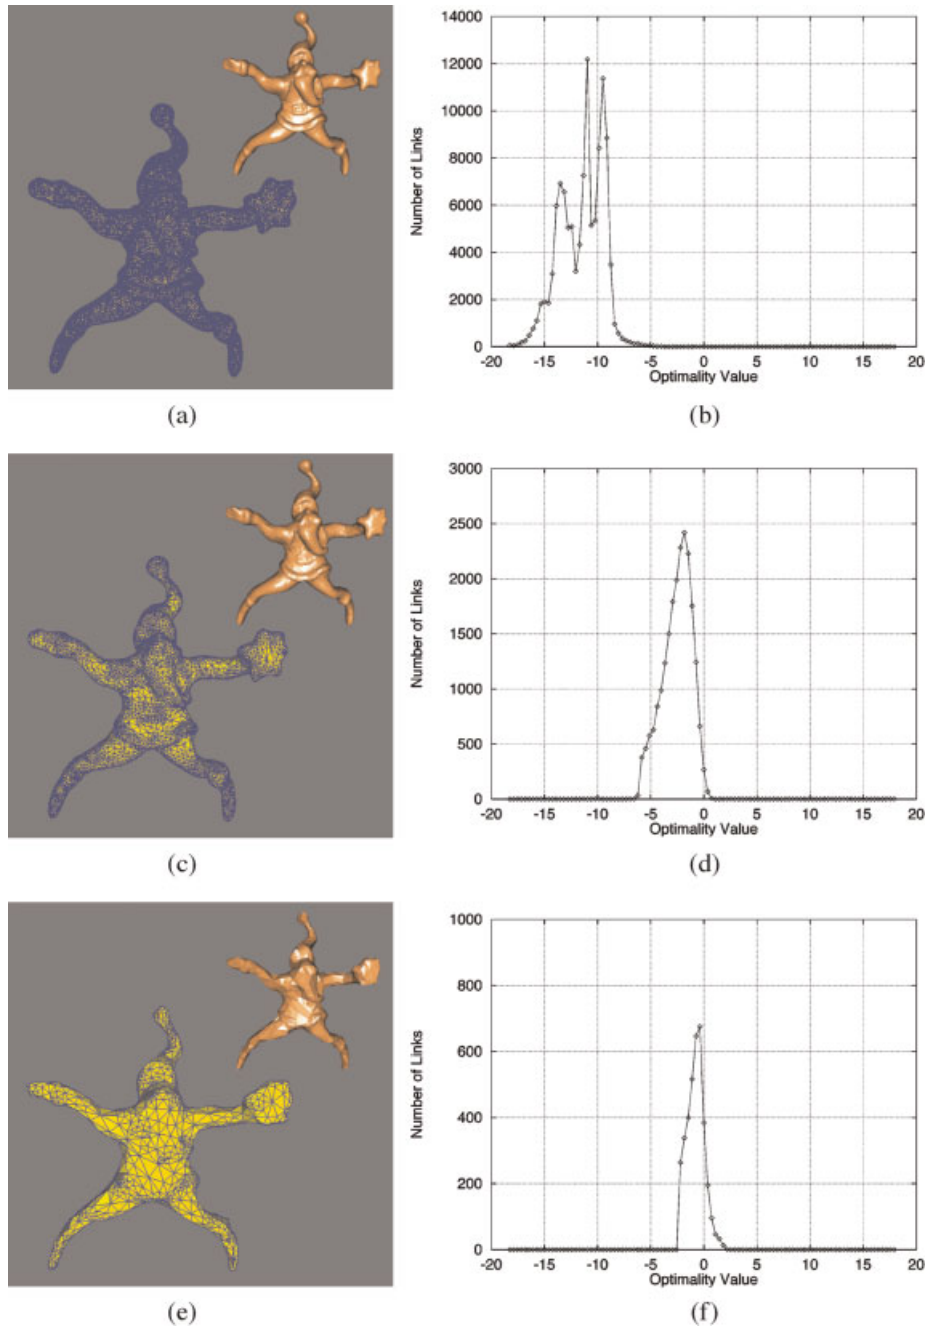 14000
12000
10000
8000
6000
4000
2000
0
Number of Links
-20 -15 -10 -5 0 5 10 15 20
Optimality Value
(a) (b)
3000
2500
2000
1500
1000
500
0
Number of Links
-20 -15 -10 -5 0 5 10 15 20
Optimality Value
(c) (d)
1000
800
600
400
200
0
Number of Links
-20 -15 -10 -5 0 5 10 15 20
Optimality Value
(e) (f)